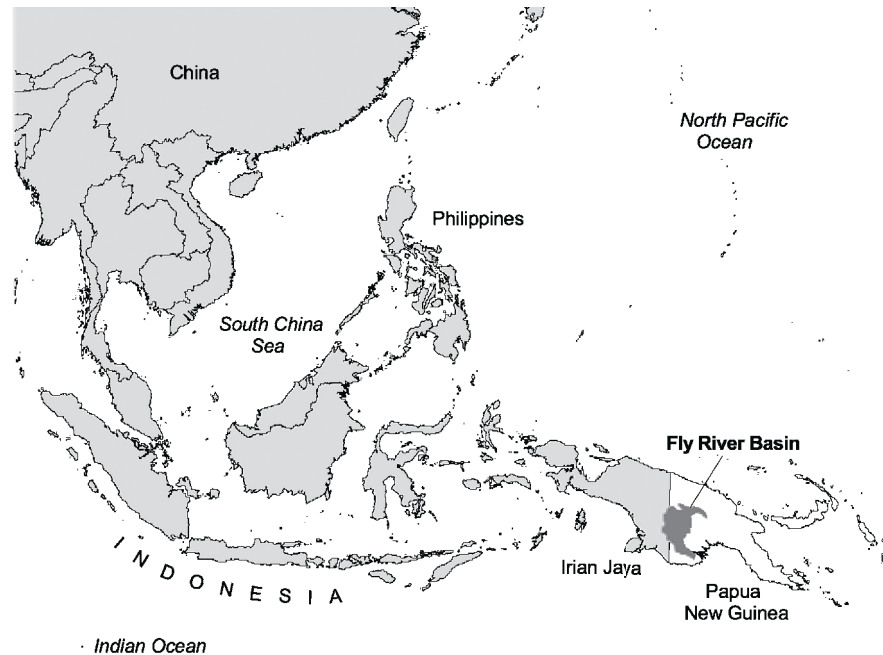 China
North Pacific
Ocean
Philippines
South China
Sea
Fly River Basin
INDONESIA
Irian Jaya
Papua
New Guinea
Indian Ocean